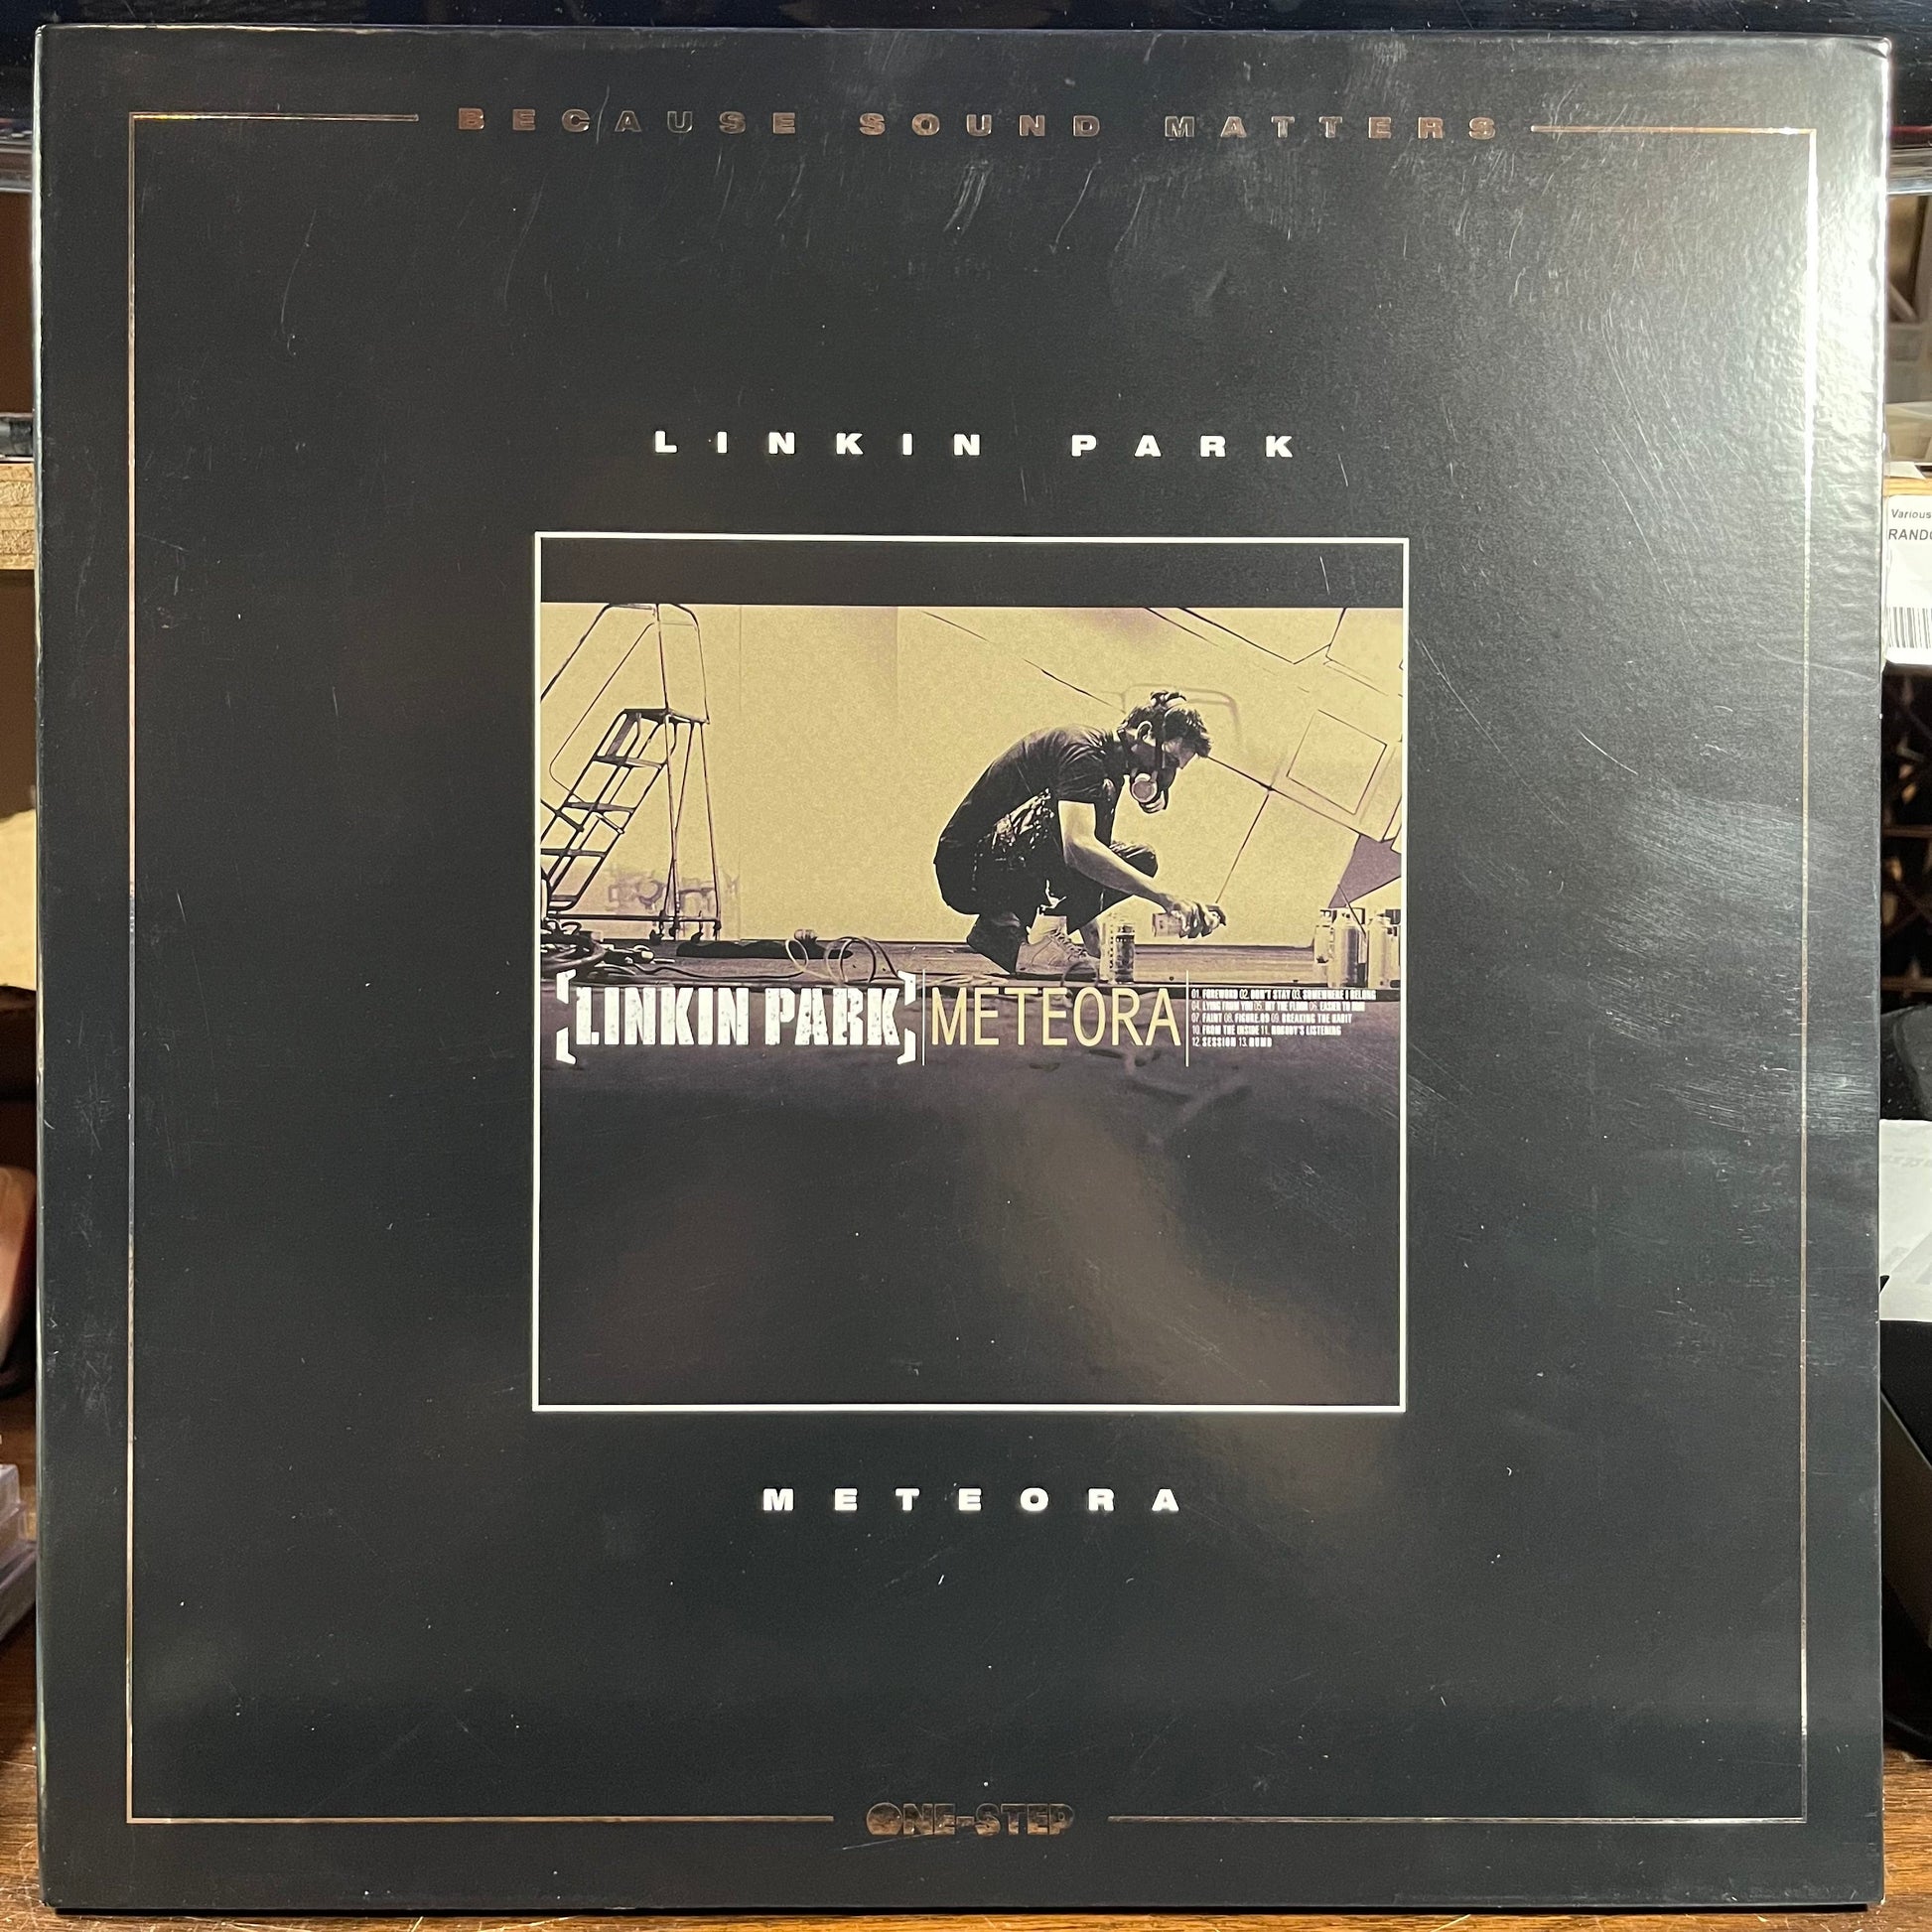 BECAUSE SOUND MATTERS
LINKIN PARK
[LINKIN PARK] METEORA
01. FOREWORD 02. DON'T STAY 03. SOMEWHERE I BELONG
04. LYING FROM YOU 05. HIT THE FLOOR 06. EASIER TO RUN
07. FAINT 08. FIGURE.09 09. BREAKING THE HABIT
10. FROM THE INSIDE 11. NOBODY'S LISTENING
12. SESSION 13. NUMB
METEORA
ONE-STEP
Various